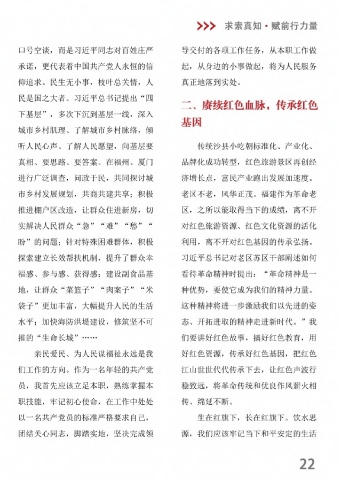 求索真知·赋前行力量
口号空谈，而是习近平同志对百姓庄严
承诺，更代表着中国共产党人永恒的信
仰追求。民生无小事，枝叶总关情，人
民是国之大者。习近平总书记提出“四
下基层”，多次下沉到基层一线，深入
城市乡村肌理、了解城市乡村脉络，倾
听人民心声、了解人民愿望，向基层要
真相、要思路、要答案。在福州、厦门
进行广泛调查，问政于民，共同探讨城
市乡村发展规划，共商共建共享；积极
推进棚户区改造，让群众住进新房，切
实解决人民群众“急”“难”“愁”“
盼”的问题；针对特殊困难群体，积极
探索建立长效帮扶机制，提升了群众幸
福感、参与感、获得感；建设副食品基
地，让群众“菜篮子”“肉案子”“米
袋子”更加丰富，大幅提升人民的生活
水平；加快海防洪堤建设，修筑坚不可
摧的“生命长城”……
亲民爱民、为人民谋福祉永远是我
们工作的方向。作为一名年轻的共产党
员，我首先应该立足本职，熟练掌握本
职技能，牢记初心使命，在工作中处处
以一名共产党员的标准严格要求自己，
团结关心同志，脚踏实地，坚决完成领
导交付的各项工作任务，从本职工作做
起，从身边的小事做起，将为人民服务
真正地落到实处。
二、赓续红色血脉，传承红色
基因
传统沙县小吃朝标准化、产业化、
品牌化成功转型，红色旅游景区再创经
济增长点，富民产业跑出发展加速度。
老区不老，风华正茂。福建作为革命老
区，之所以能取得当下的成绩，离不开
对红色旅游资源、红色文化资源的活化
利用，离不开对红色基因的传承弘扬。
习近平总书记对老区苏区干部阐述如何
看待革命精神时提出：“革命精神是一
种优势，要使它成为我们的精神力量。
这种精神将进一步激励我们以先进的姿
态、开拓进取的精神走进新时代。”我
们要讲好红色故事，搞好红色教育，用
好红色资源，传承好红色基因，把红色
江山世世代代传承下去，让红色声波行
稳致远，将革命传统和优良作风薪火相
传、绵延不断。
生在红旗下，长在红旗下。饮水思
源，我们应该牢记当下和平安定的生活
22